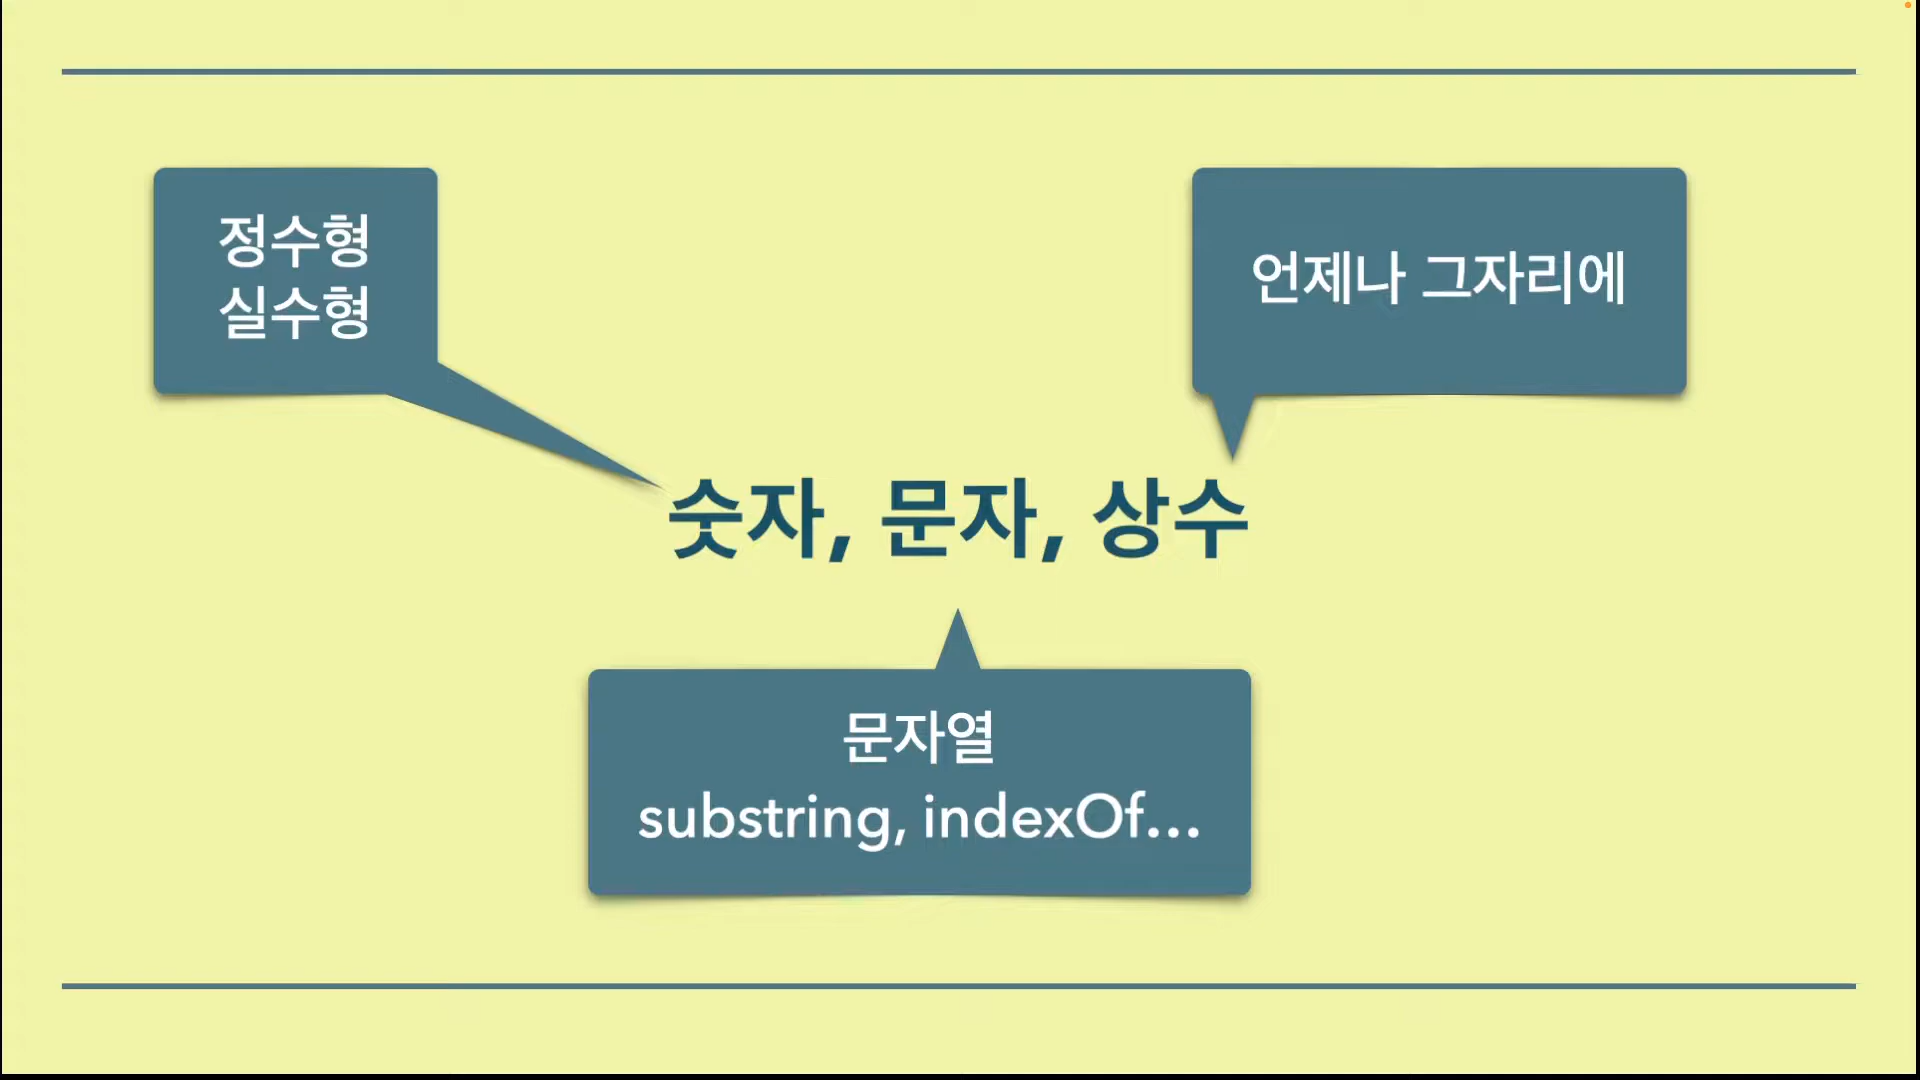 정수형
실수형
언제나 그자리에
숫자, 문자, 상수
문자열
substring, indexOf...